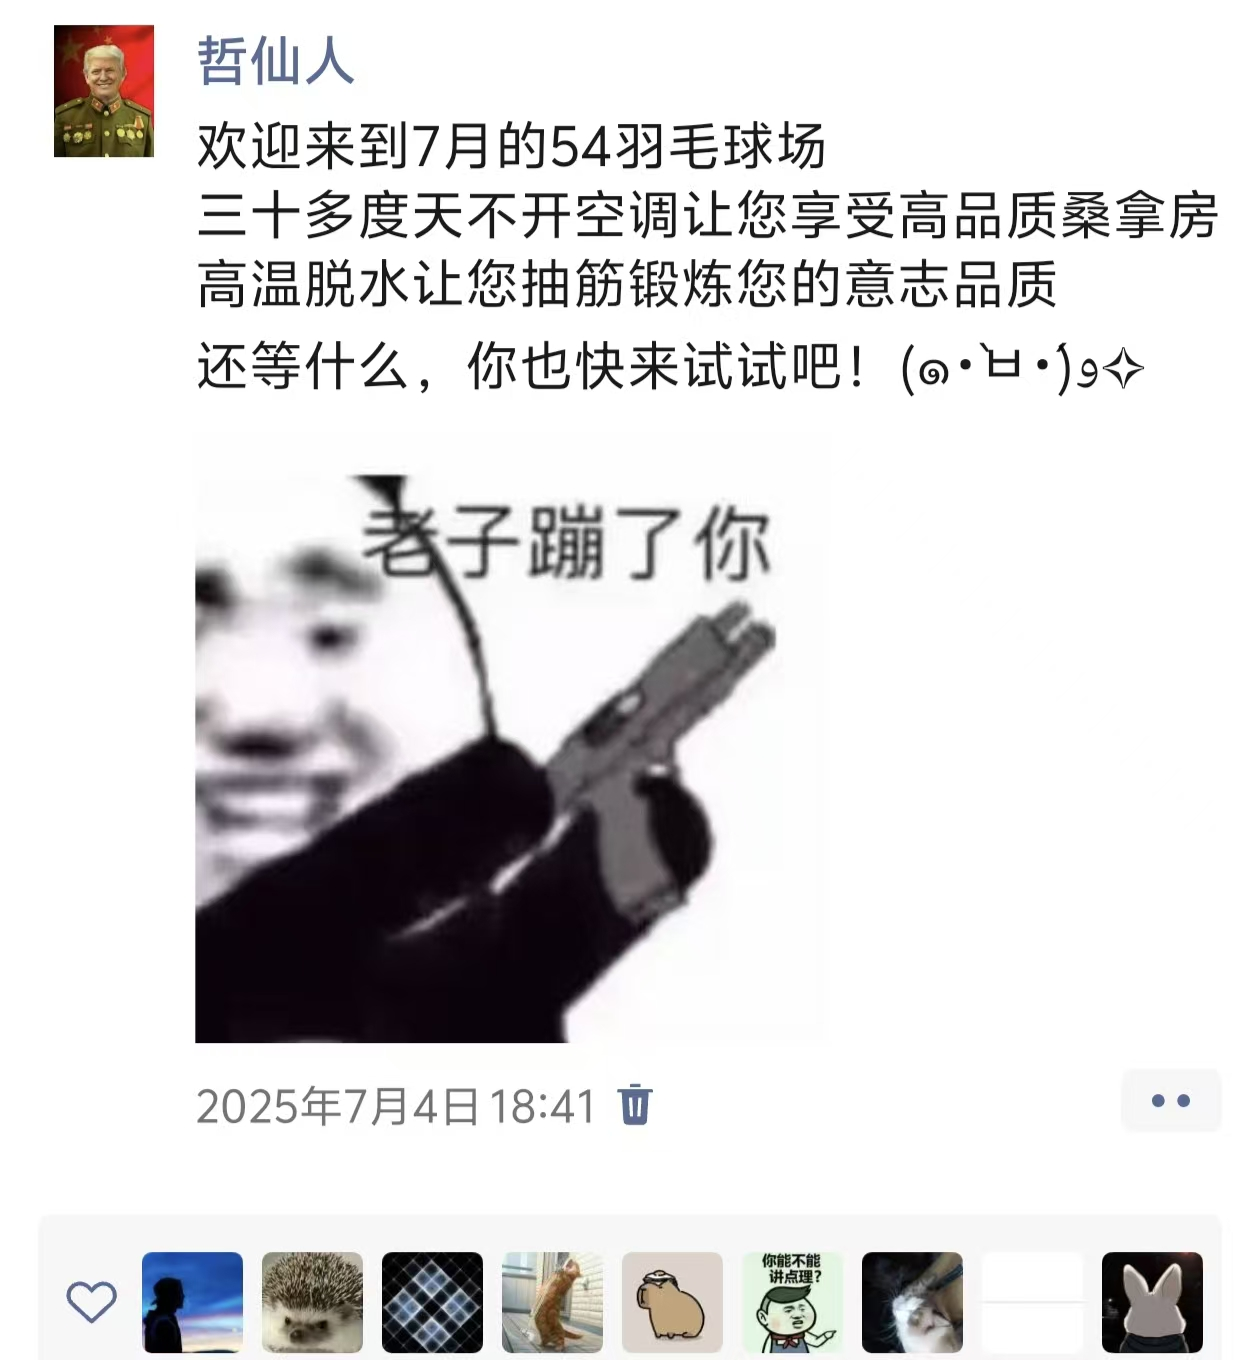 哲仙人
欢迎来到7月的54羽毛球场
三十多度天不开空调让您享受高品质桑拿房
高温脱水让您抽筋锻炼您的意志品质
还等什么，你也快来试试吧！(๑•̀ㅂ•́)و✧
老子蹦了你
2025年7月4日 18:41
你能不能
讲点理？